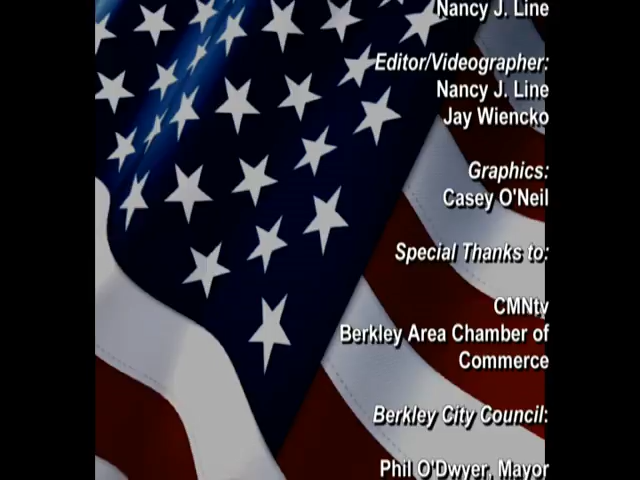 Nancy J. Line
Editor/Videographer:
Nancy J. Line
Jay Wiencko
Graphics:
Casey O'Neil
Special Thanks to:
CMNtv
Berkley Area Chamber of
Commerce
Berkley City Council:
Phil O'Dwyer, Mayor